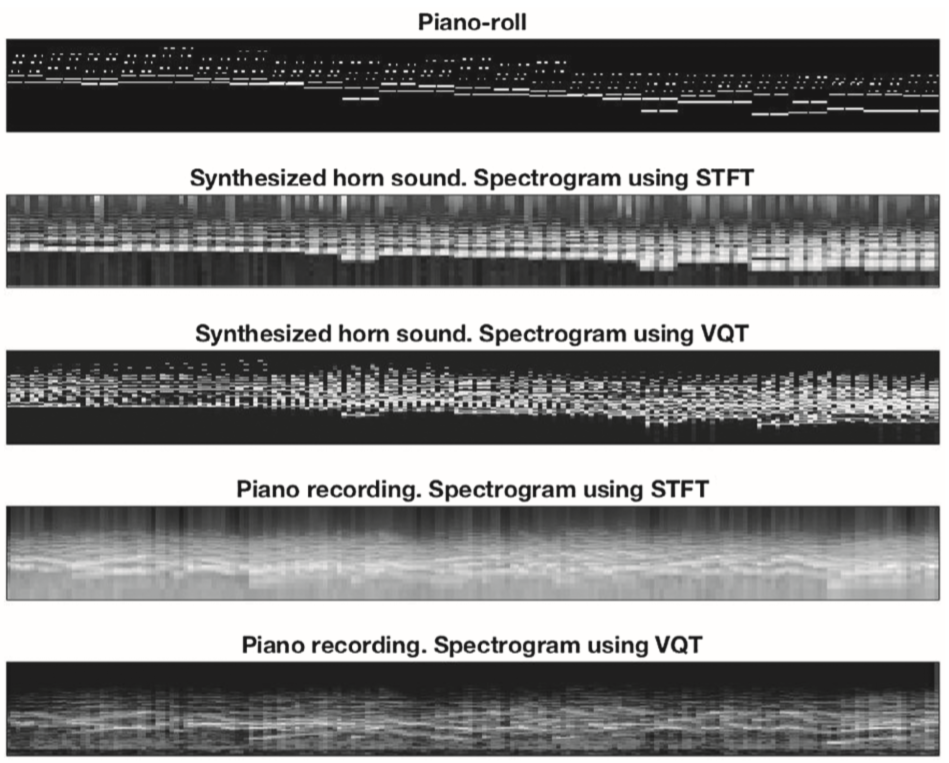 Piano-roll
Synthesized horn sound. Spectrogram using STFT
Synthesized horn sound. Spectrogram using VQT
Piano recording. Spectrogram using STFT
Piano recording. Spectrogram using VQT